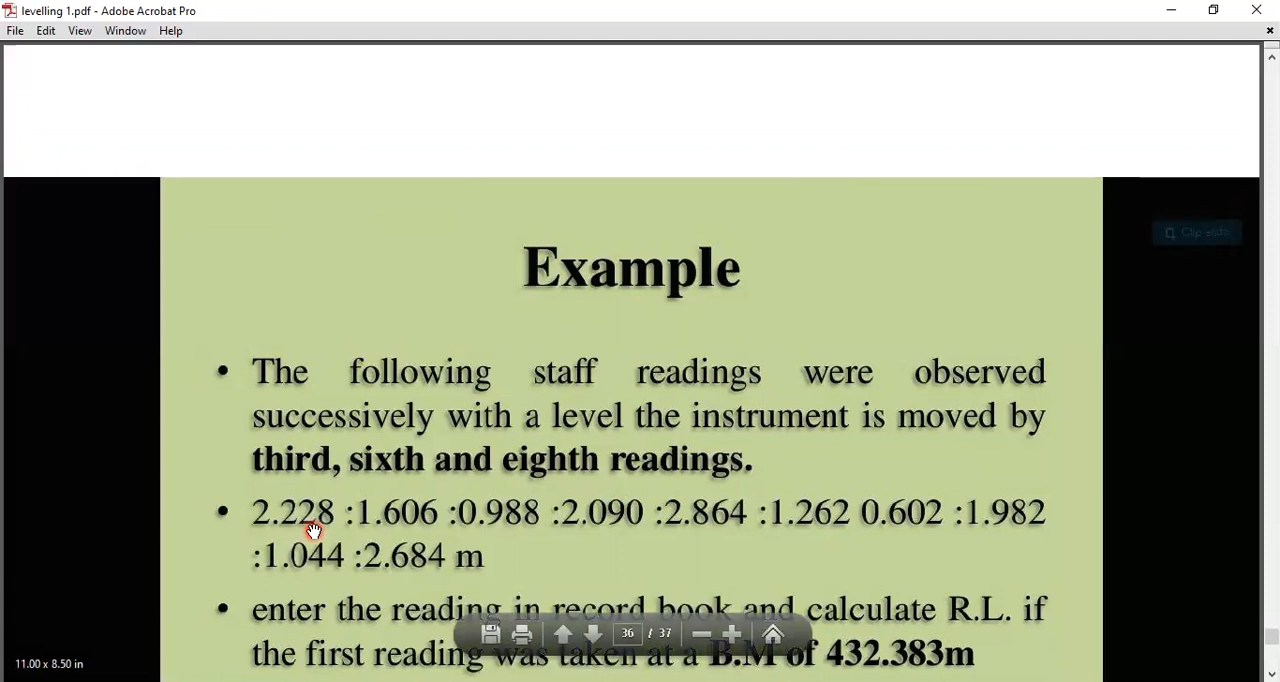 levelling 1.pdf - Adobe Acrobat Pro
File Edit View Window Help
Clip slide
Example
• The following staff readings were observed
successively with a level the instrument is moved by
third, sixth and eighth readings.
• 2.228 :1.606 :0.988 :2.090 :2.864 :1.262 0.602 :1.982
:1.044 :2.684 m
• enter the reading in record book and calculate R.L. if
the first reading was taken at a B.M of 432.383m
36 / 37
11.00 x 8.50 in